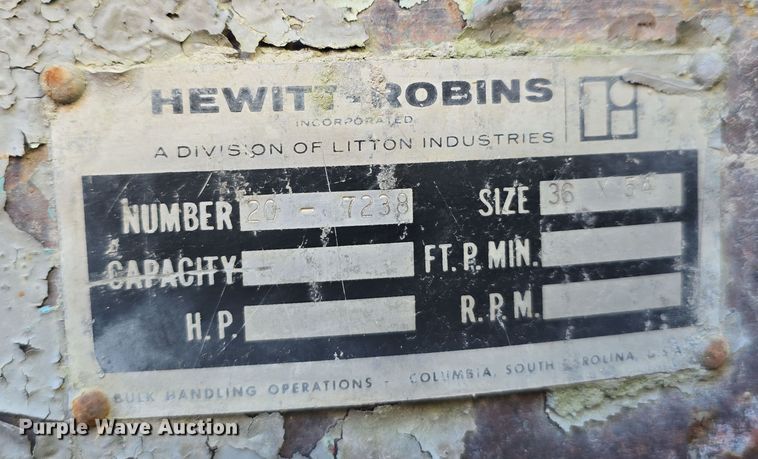 HEWITT-ROBINS
INCORPORATED
A DIVISION OF LITTON INDUSTRIES
NUMBER 20 - 7238 SIZE 36 X 54
CAPACITY FT. P. MIN.
H.P. R.P.M.
BULK HANDLING OPERATIONS - COLUMBIA, SOUTH CAROLINA, U.S.A.
Purple Wave Auction